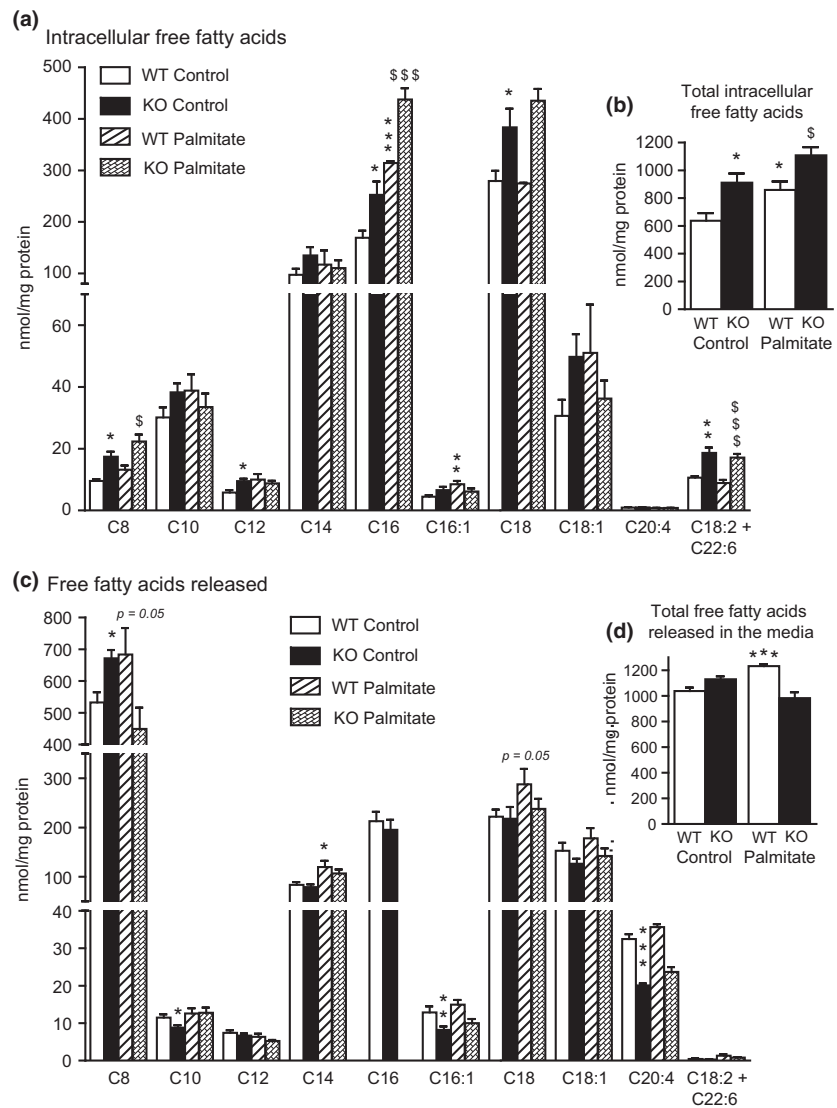 (a)
Intracellular free fatty acids
WT Control
KO Control
WT Palmitate
KO Palmitate
500
400
300
200
100
60
40
20
0
nmol/mg protein
*
$
*
*
***
$$$
**
*
**
$$$
C8
C10
C12
C14
C16
C16:1
C18
C18:1
C20:4
C18:2 +
C22:6
(b)
Total intracellular
free fatty acids
1200
1000
800
600
400
200
0
nmol/mg protein
*
*
$
WT KO
WT KO
Control
Palmitate
(c)
Free fatty acids released
WT Control
KO Control
WT Palmitate
KO Palmitate
800
700
600
500
400
300
200
100
40
30
20
10
0
nmol/mg protein
*
p = 0.05
*
*
**
p = 0.05
***
C8
C10
C12
C14
C16
C16:1
C18
C18:1
C20:4
C18:2 +
C22:6
(d)
Total free fatty acids
released in the media
1200
1000
800
600
400
200
0
nmol/mg protein
***
WT KO
WT KO
Control
Palmitate